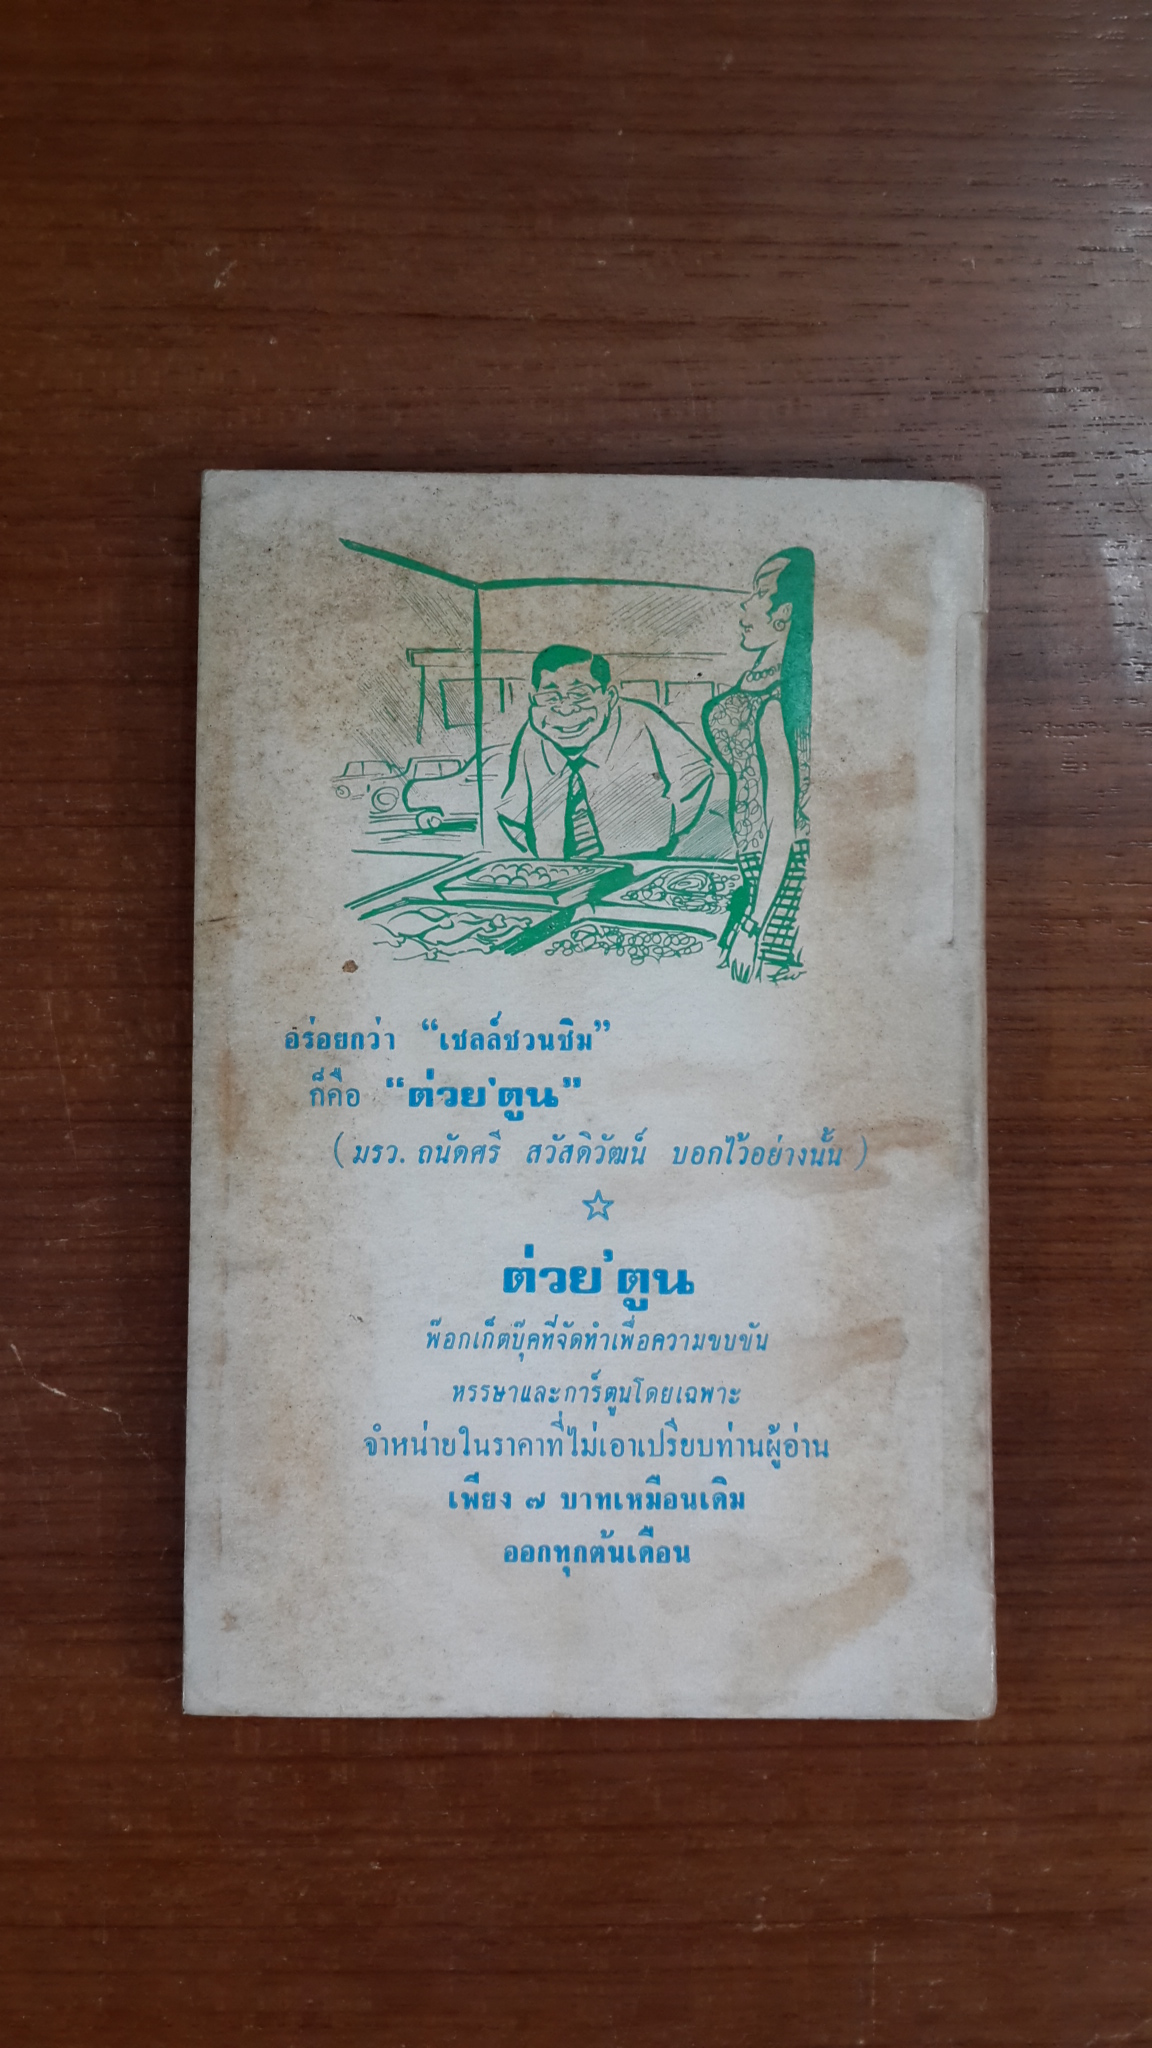 อร่อยกว่า “เชลล์ชวนชิม”
ก็คือ “ต่วย'ตูน”
( มรว. ถนัดศรี สวัสดิวัฒน์ บอกไว้อย่างนั้น )
ต่วย'ตูน
พ๊อกเก็ตบุ๊คที่จัดทำเพื่อความขบขัน
หรรษาและการ์ตูนโดยเฉพาะ
จำหน่ายในราคาที่ไม่เอาเปรียบท่านผู้อ่าน
เพียง ๗ บาทเหมือนเดิม
ออกทุกต้นเดือน